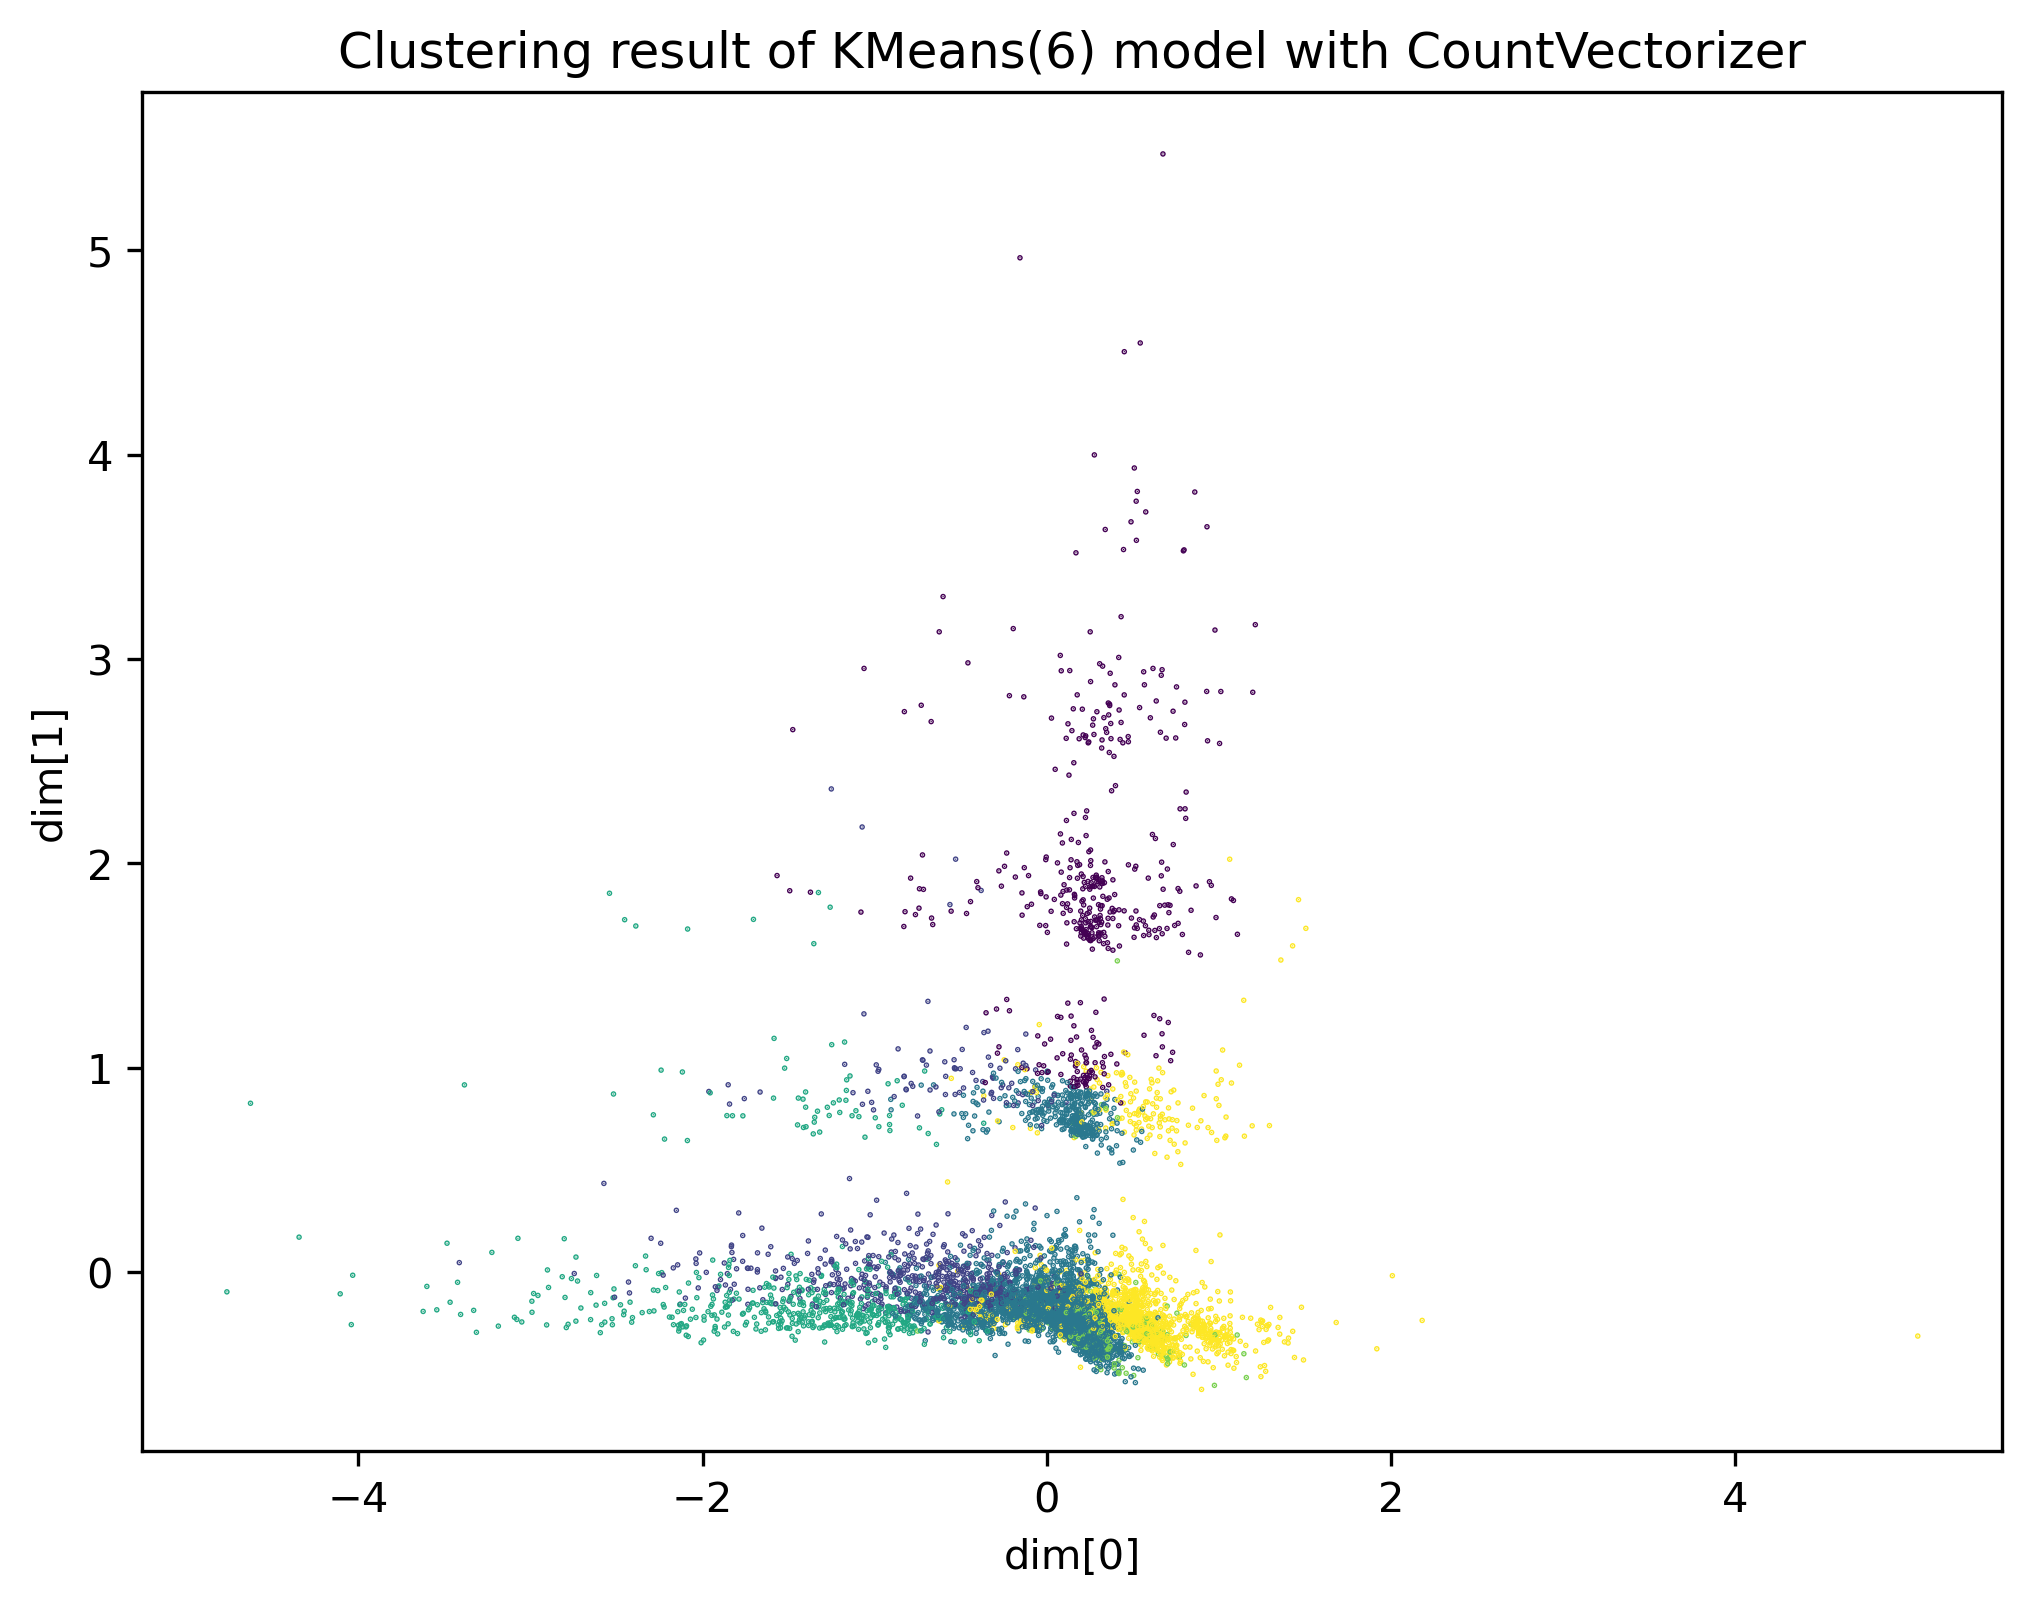 Clustering result of KMeans(6) model with CountVectorizer
5
4
3
2
1
0
dim[1]
−4 −2 0 2 4
dim[0]